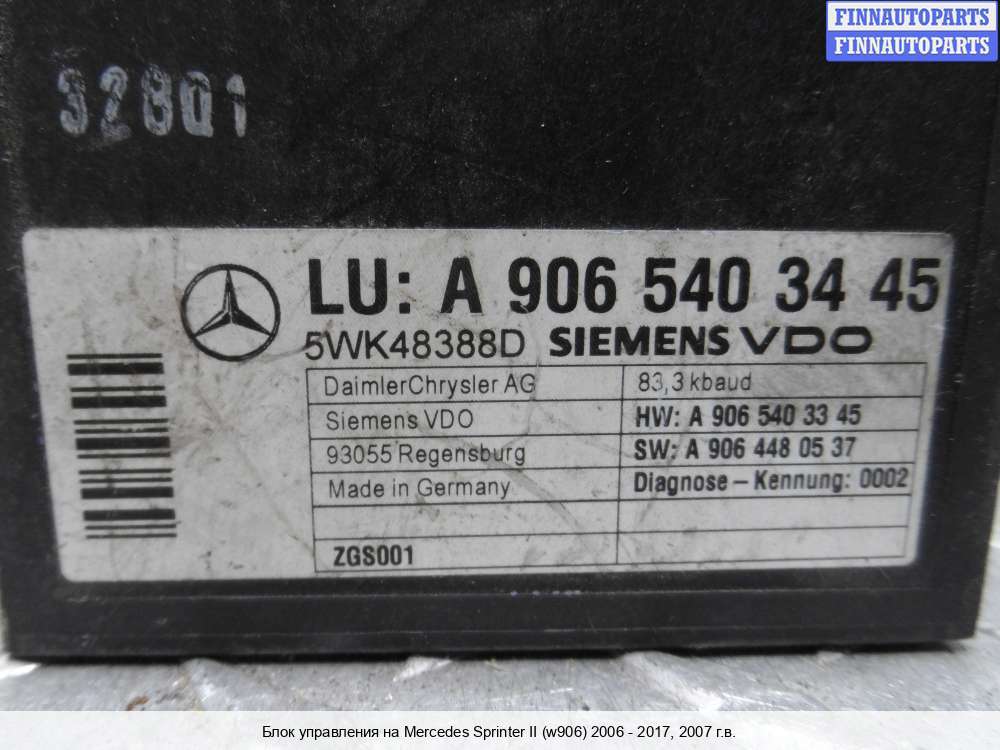 FINNAUTOPARTS
FINNAUTOPARTS
32801
LU: A 906 540 34 45
5WK48388D SIEMENS VDO
DaimlerChrysler AG 83,3 kbaud
Siemens VDO HW: A 906 540 33 45
93055 Regensburg SW: A 906 448 05 37
Made in Germany Diagnose – Kennung: 0002
ZGS001
Блок управления на Mercedes Sprinter II (w906) 2006 - 2017, 2007 г.в.